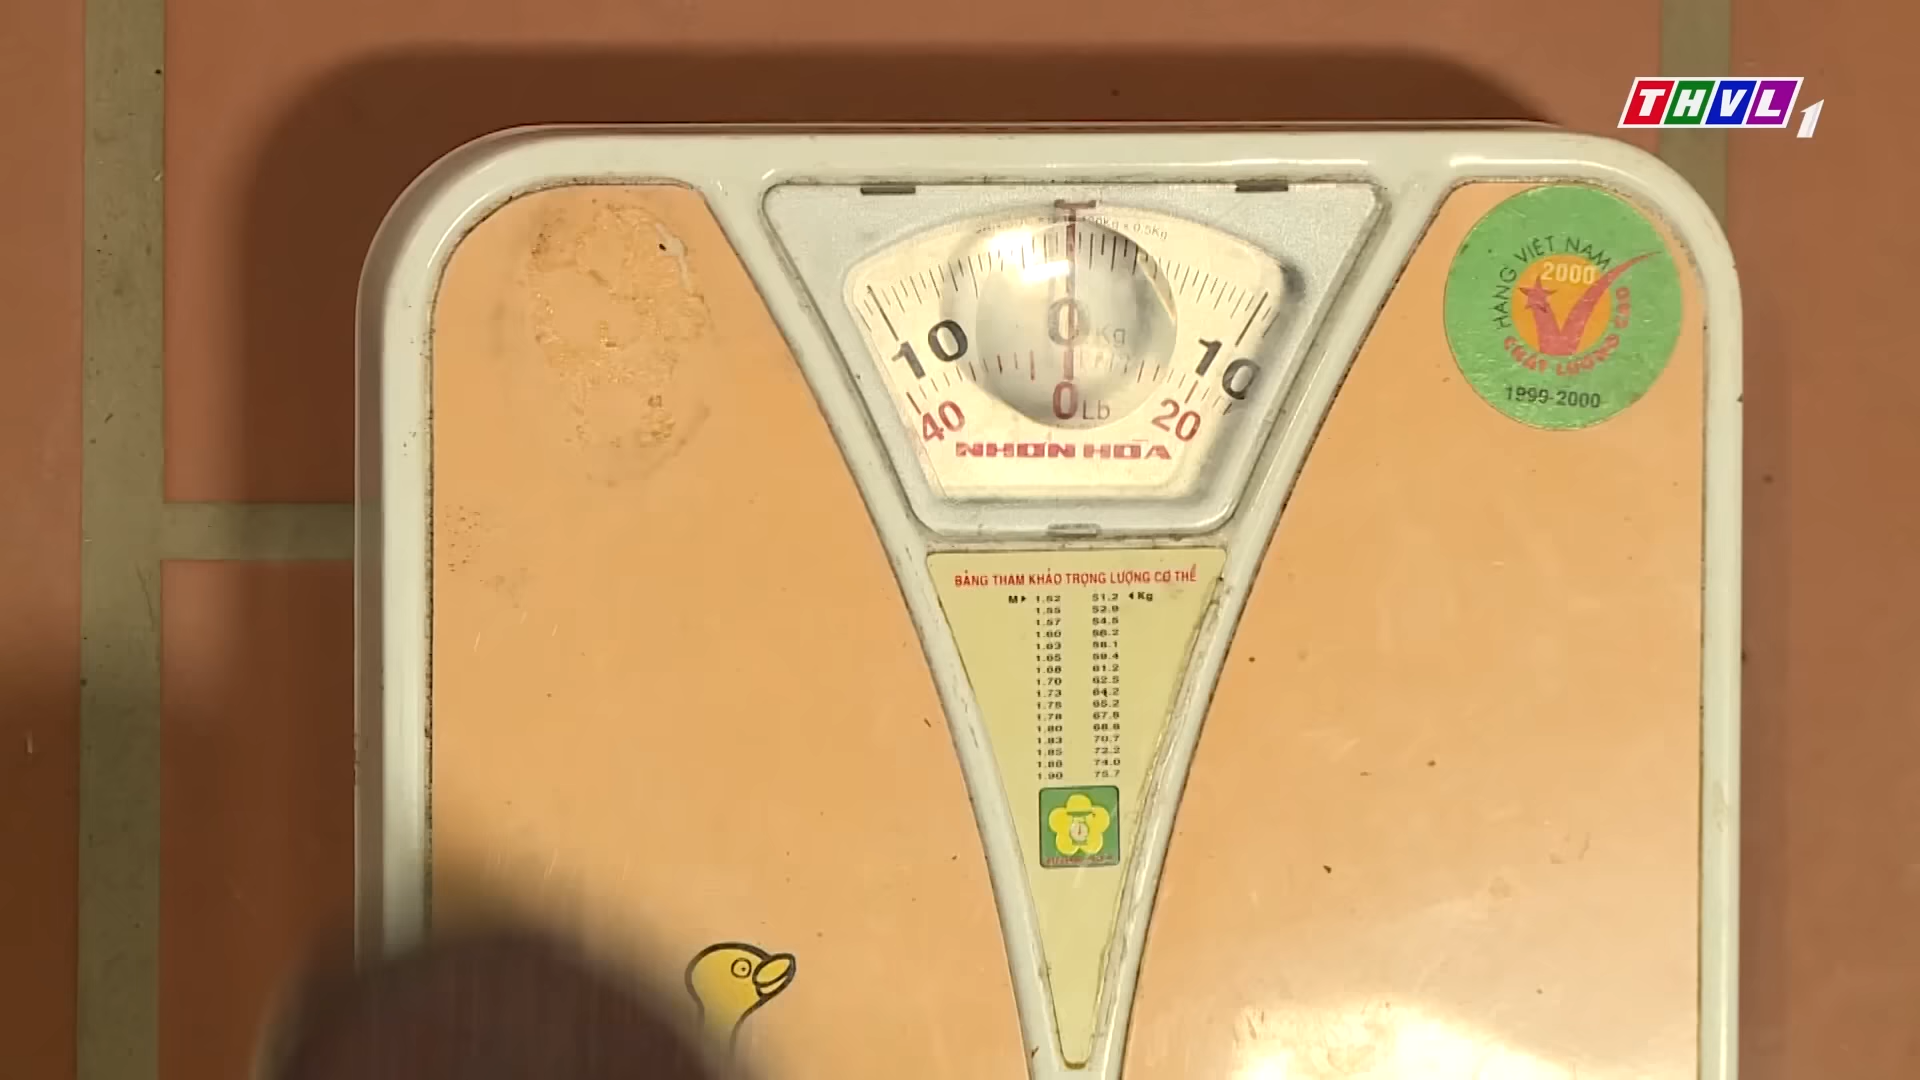 THVL1
10 0 Kg 10
40 0 Lb 20
NHƠN HÒA
HÀNG VIỆT NAM
2000
CHẤT LƯỢNG CAO
1999-2000
BẢNG THAM KHẢO TRỌNG LƯỢNG CƠ THỂ
M 1.52 51.2 Kg
1.55 52.9
1.57 54.5
1.60 56.2
1.63 58.1
1.65 59.4
1.68 61.2
1.70 62.5
1.73 64.2
1.75 65.2
1.78 67.8
1.80 68.8
1.83 70.7
1.85 72.2
1.88 74.0
1.90 75.7